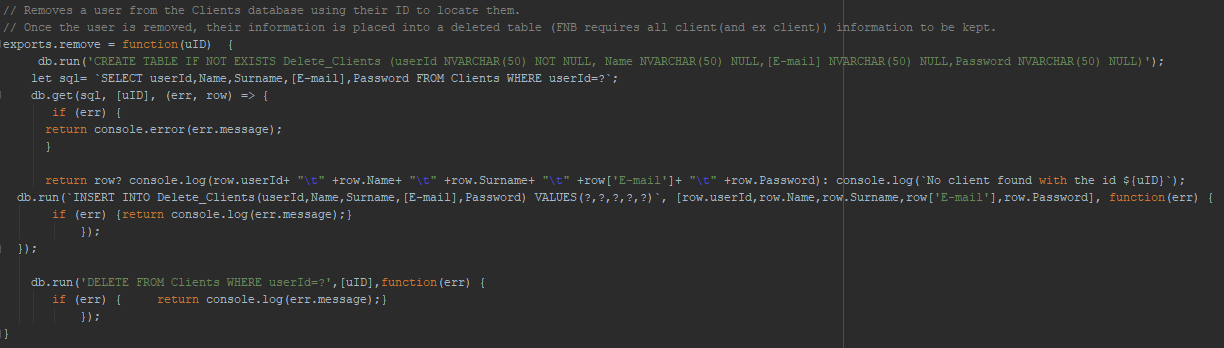 // Removes a user from the Clients database using their ID to locate them.
// Once the user is removed, their information is placed into a deleted table (FNB requires all client(and ex client)) information to be kept.
exports.remove = function(uID)  {
db.run('CREATE TABLE IF NOT EXISTS Delete_Clients (userId NVARCHAR(50) NOT NULL, Name NVARCHAR(50) NULL,[E-mail] NVARCHAR(50) NULL,Password NVARCHAR(50) NULL)');
let sql= `SELECT userId,Name,Surname,[E-mail],Password FROM Clients WHERE userId=?`;
db.get(sql, [uID], (err, row) => {
if (err) {
return console.error(err.message);
}
return row? console.log(row.userId+ "\t" +row.Name+ "\t" +row.Surname+ "\t" +row['E-mail']+ "\t" +row.Password): console.log(`No client found with the id ${uID}`);
db.run(`INSERT INTO Delete_Clients(userId,Name,Surname,[E-mail],Password) VALUES(?,?,?,?,?)`, [row.userId,row.Name,row.Surname,row['E-mail'],row.Password], function(err) {
if (err) {return console.log(err.message);}
});
});
db.run('DELETE FROM Clients WHERE userId=?',[uID],function(err) {
if (err) {     return console.log(err.message);}
});
}